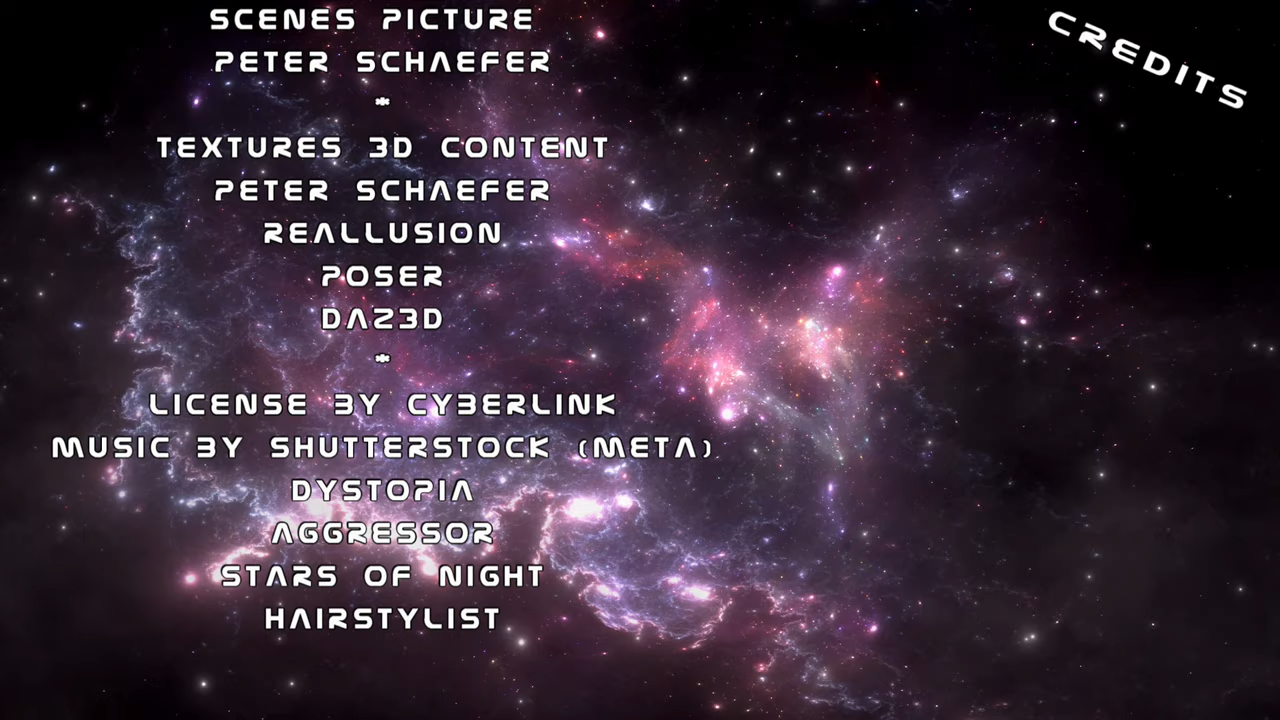 CREDITS
SCENES PICTURE
PETER SCHAEFER
*
TEXTURES 3D CONTENT
PETER SCHAEFER
REALLUSION
POSER
DAZ3D
*
LICENSE BY CYBERLINK
MUSIC BY SHUTTERSTOCK (META)
DYSTOPIA
AGGRESSOR
STARS OF NIGHT
HAIRSTYLIST